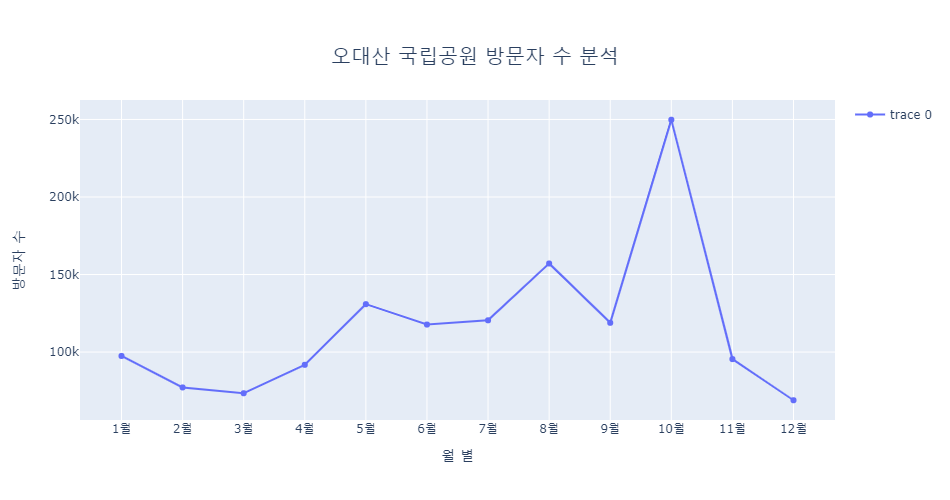 오대산 국립공원 방문자 수 분석
trace 0
방문자 수
250k
200k
150k
100k
1월 2월 3월 4월 5월 6월 7월 8월 9월 10월 11월 12월
월 별